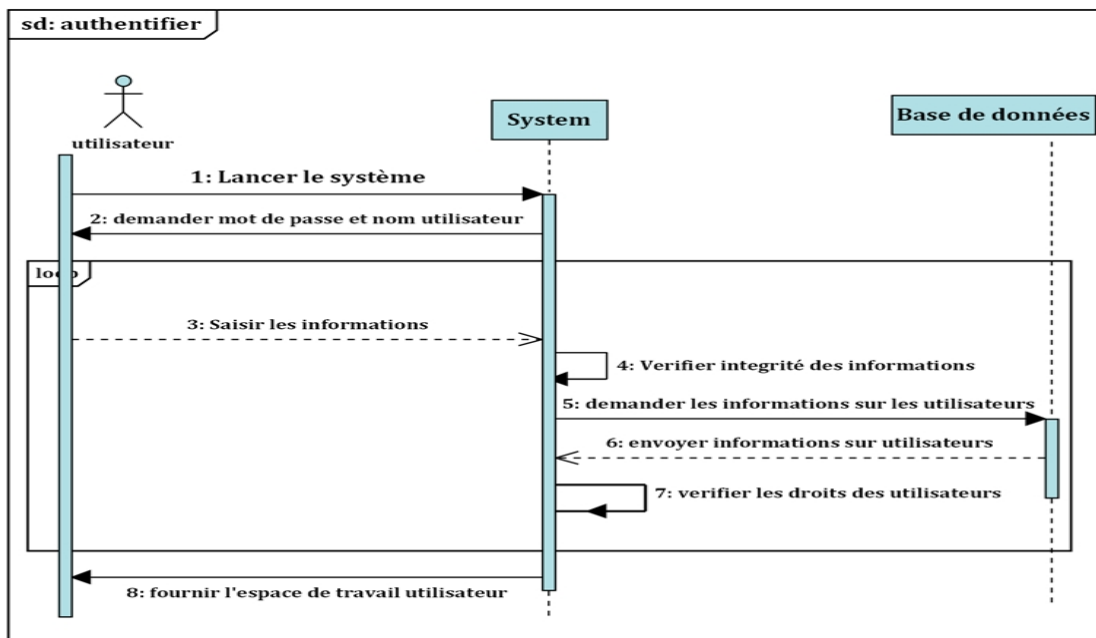 sd: authentifier
utilisateur
System
Base de données
1: Lancer le système
2: demander mot de passe et nom utilisateur
loop
3: Saisir les informations
4: Verifier integrité des informations
5: demander les informations sur les utilisateurs
6: envoyer informations sur utilisateurs
7: verifier les droits des utilisateurs
8: fournir l'espace de travail utilisateur